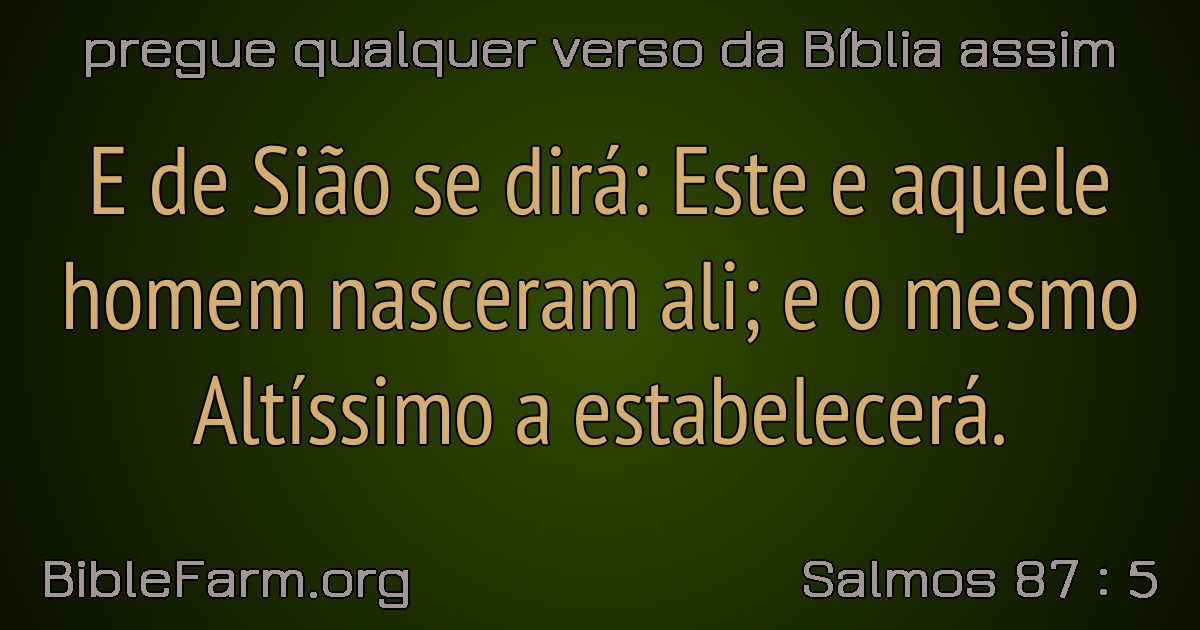 pregue qualquer verso da Bíblia assim
E de Sião se dirá: Este e aquele
homem nasceram ali; e o mesmo
Altíssimo a estabelecerá.
BibleFarm.org
Salmos 87 : 5